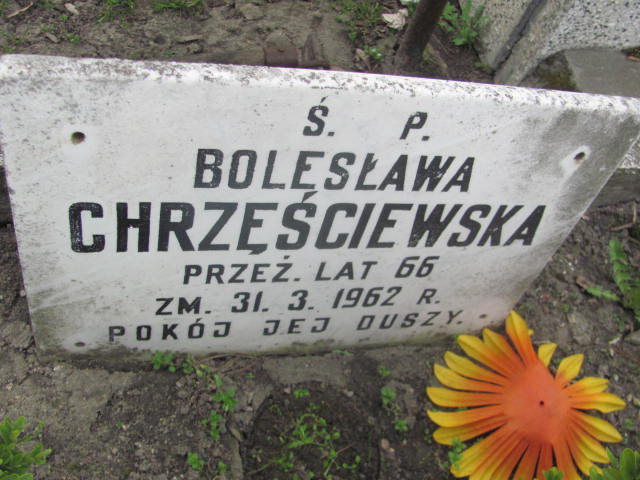 Ś. P.
BOLESŁAWA
CHRZĘŚCIEWSKA
PRZEŻ. LAT 66
ZM. 31. 3. 1962 R.
POKÓJ JEJ DUSZY.